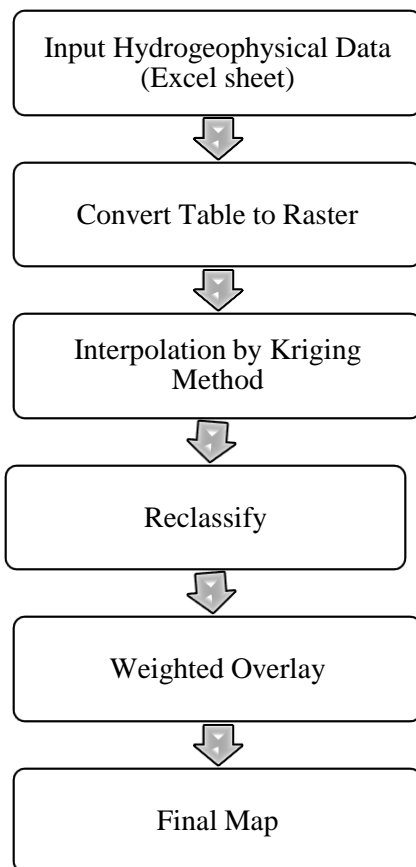 Input Hydrogeophysical Data
(Excel sheet)
Convert Table to Raster
Interpolation by Kriging
Method
Reclassify
Weighted Overlay
Final Map